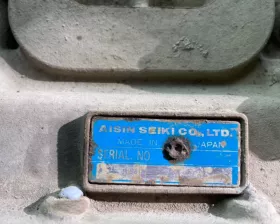 AISIN SEIKI CO., LTD.
MADE IN JAPAN
SERIAL NO